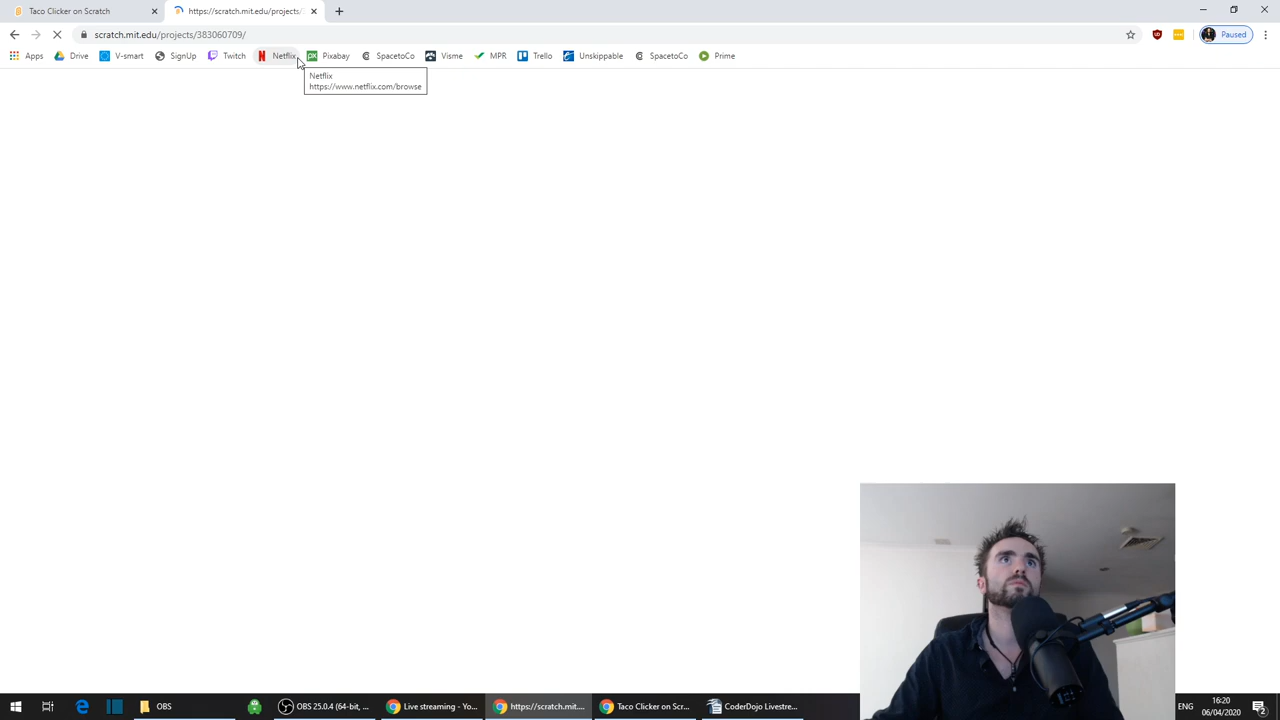 Taco Clicker on Scratch
https://scratch.mit.edu/projects/3
scratch.mit.edu/projects/383060709/
Paused
Apps Drive V-smart SignUp Twitch Netflix Pixabay SpacetoCo Visme MPR Trello Unskippable SpacetoCo Prime
Netflix
https://www.netflix.com/browse
OBS
OBS 25.0.4 (64-bit, ...
Live streaming - Yo...
https://scratch.mit....
Taco Clicker on Scr...
CoderDojo Livestre...
ENG
16:20
06/04/2020
2